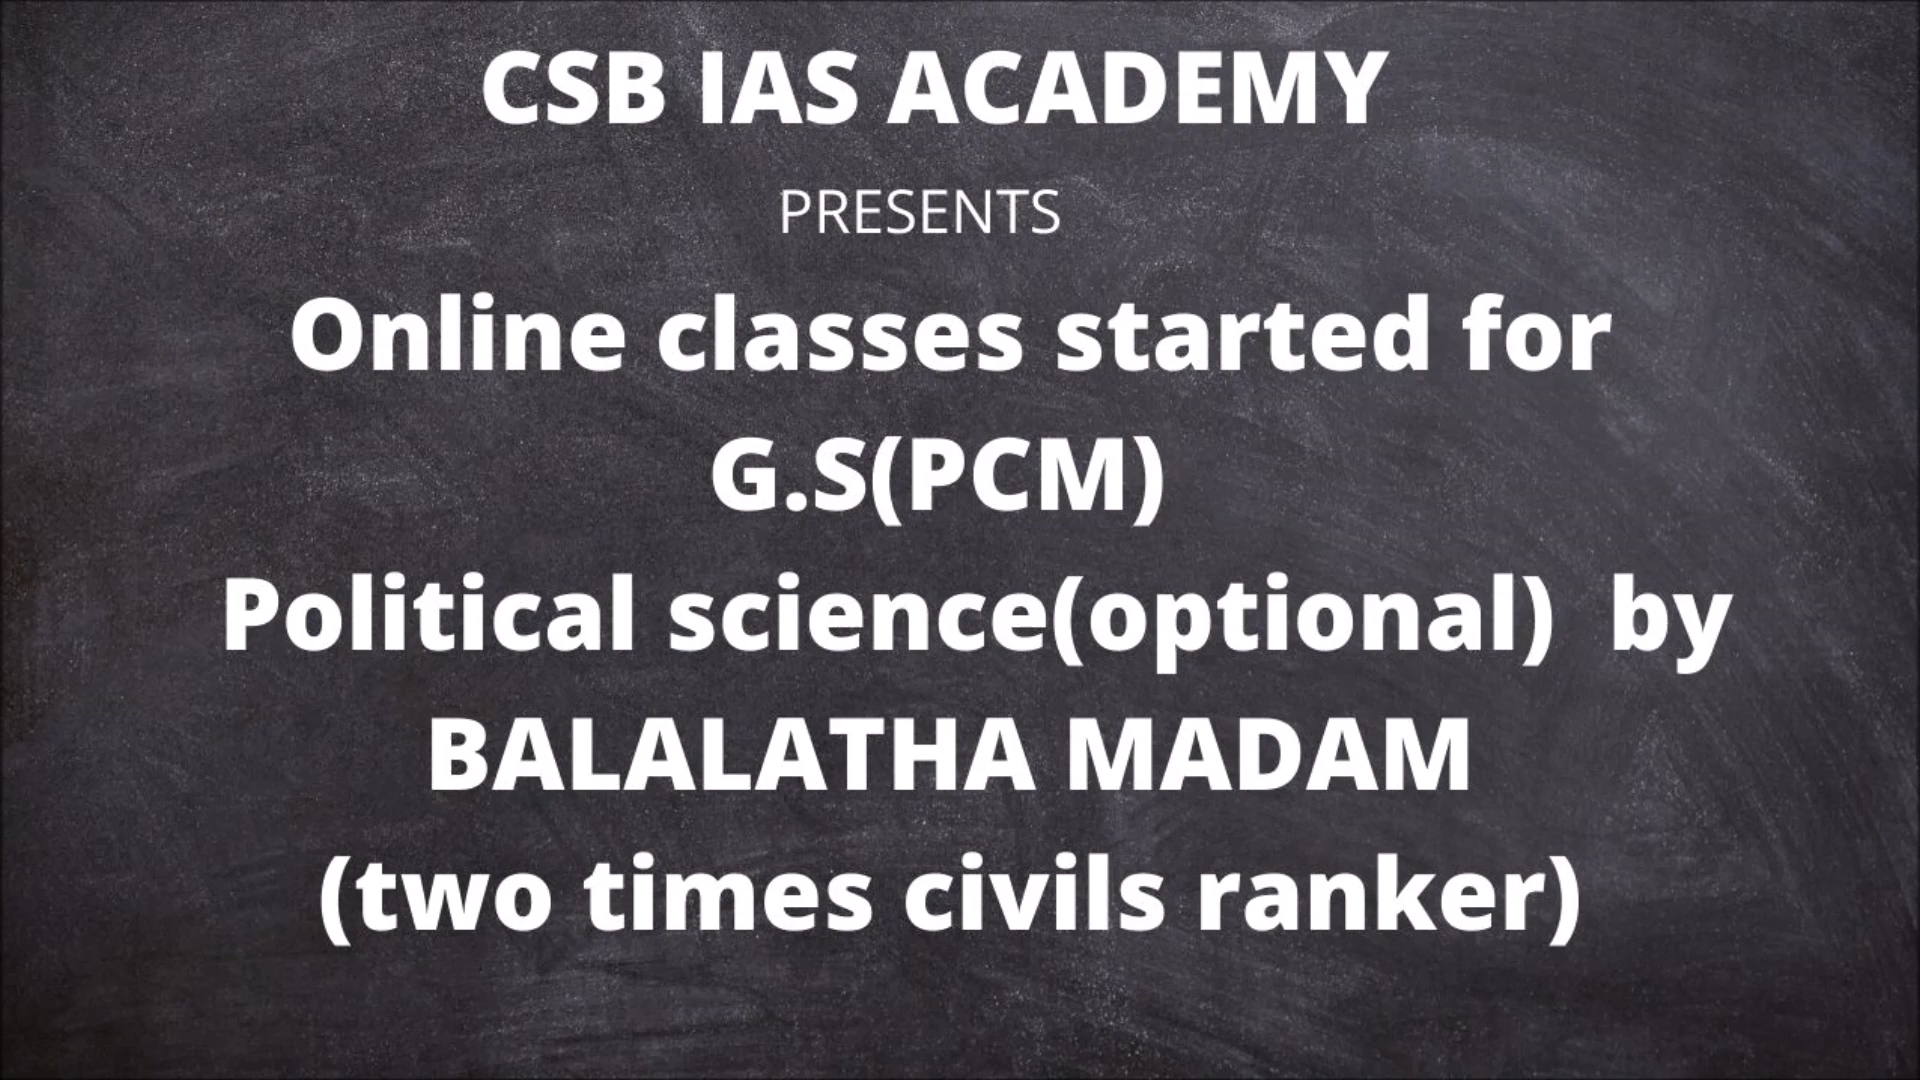 CSB IAS ACADEMY
PRESENTS
Online classes started for
G.S(PCM)
Political science(optional) by
BALALATHA MADAM
(two times civils ranker)